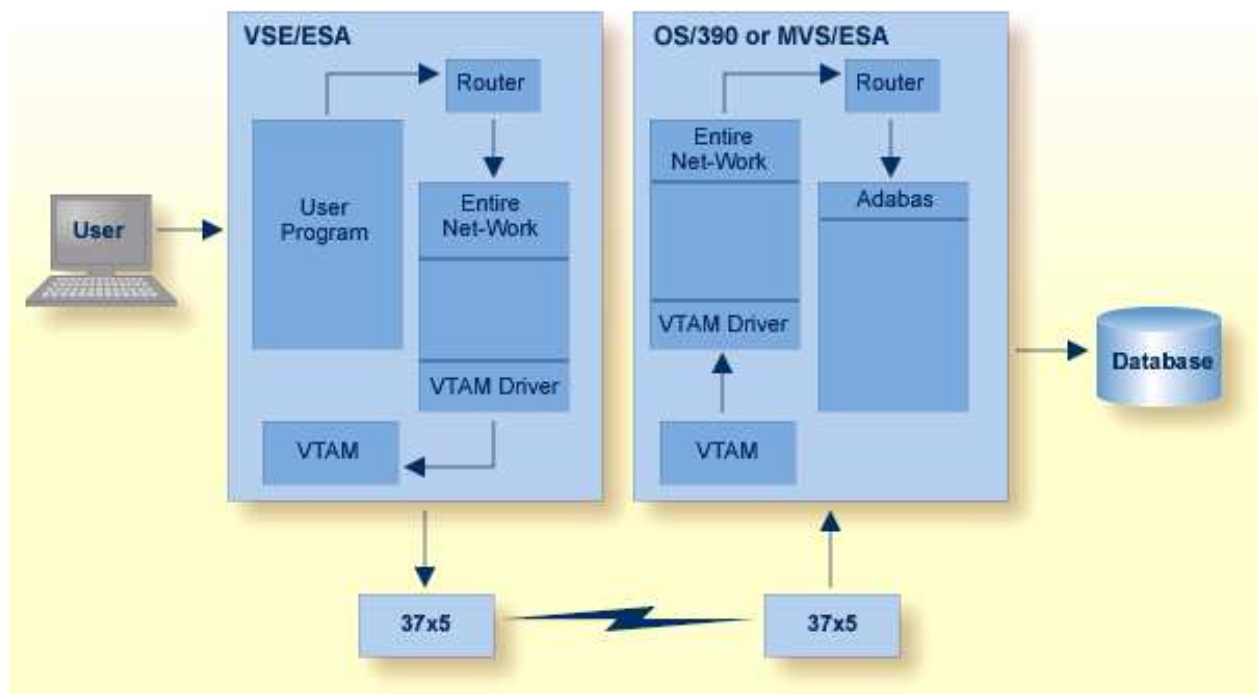 VSE/ESA
Router
User
Program
Entire
Net-Work
VTAM Driver
VTAM
User
OS/390 or MVS/ESA
Router
Entire
Net-Work
Adabas
VTAM Driver
VTAM
Database
37x5
37x5